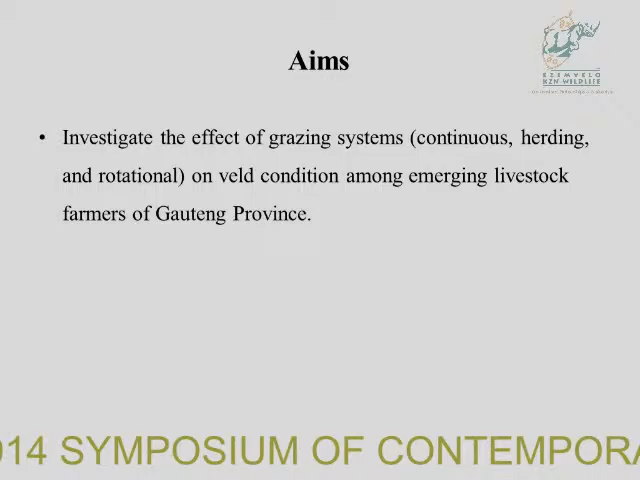 Aims
EZEMVELO
KZN WILDLIFE
• Investigate the effect of grazing systems (continuous, herding,
and rotational) on veld condition among emerging livestock
farmers of Gauteng Province.
014 SYMPOSIUM OF CONTEMPORA